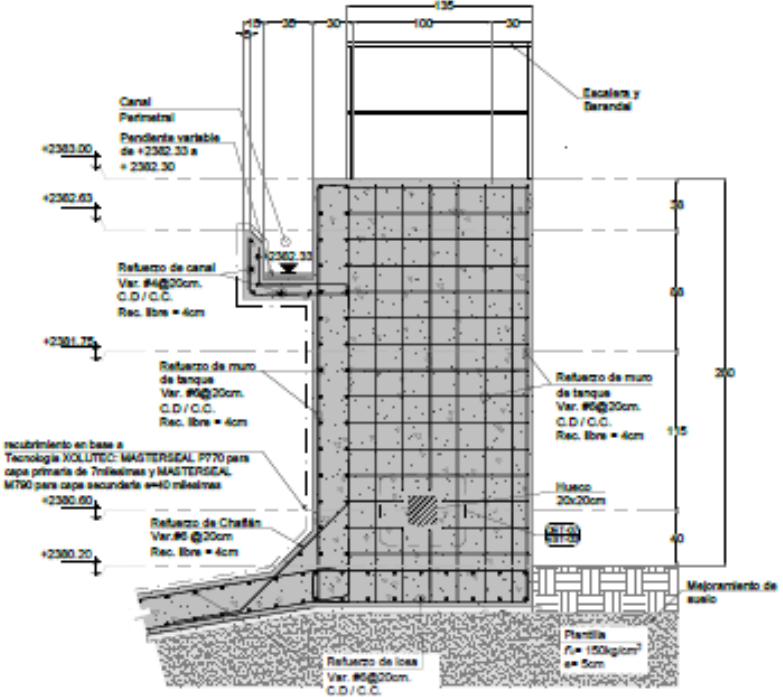 135
15 35 30 100 30
5
Escalera y
Barandal
Canal
Perimetral
Pendiente variable
de +2382.33 a
+ 2382.30
+2383.00
+2382.63
38
+2382.33
Refuerzo de canal
Var. #4@20cm.
C.D / C.C.
Rec. libre = 4cm
88
+2381.75
Refuerzo de muro
de tanque
Var. #6@20cm.
C.D / C.C.
Rec. libre = 4cm
Refuerzo de muro
de tanque
Var. #6@20cm.
C.D / C.C.
Rec. libre = 4cm
115
recubrimiento en base a
Tecnología XOLUTEC: MASTERSEAL P770 para
capa primaria de 7milesimas y MASTERSEAL
M790 para capa secundaria e=40 milesimas
Hueco
20x20cm
+2380.60
Refuerzo de Chaflán
Var.#6 @20cm
Rec. libre = 4cm
40
+2380.20
Mejoramiento de
suelo
Plantilla
f'c= 150kg/cm²
e= 5cm
Refuerzo de losa
Var. #6@20cm.
C.D / C.C.